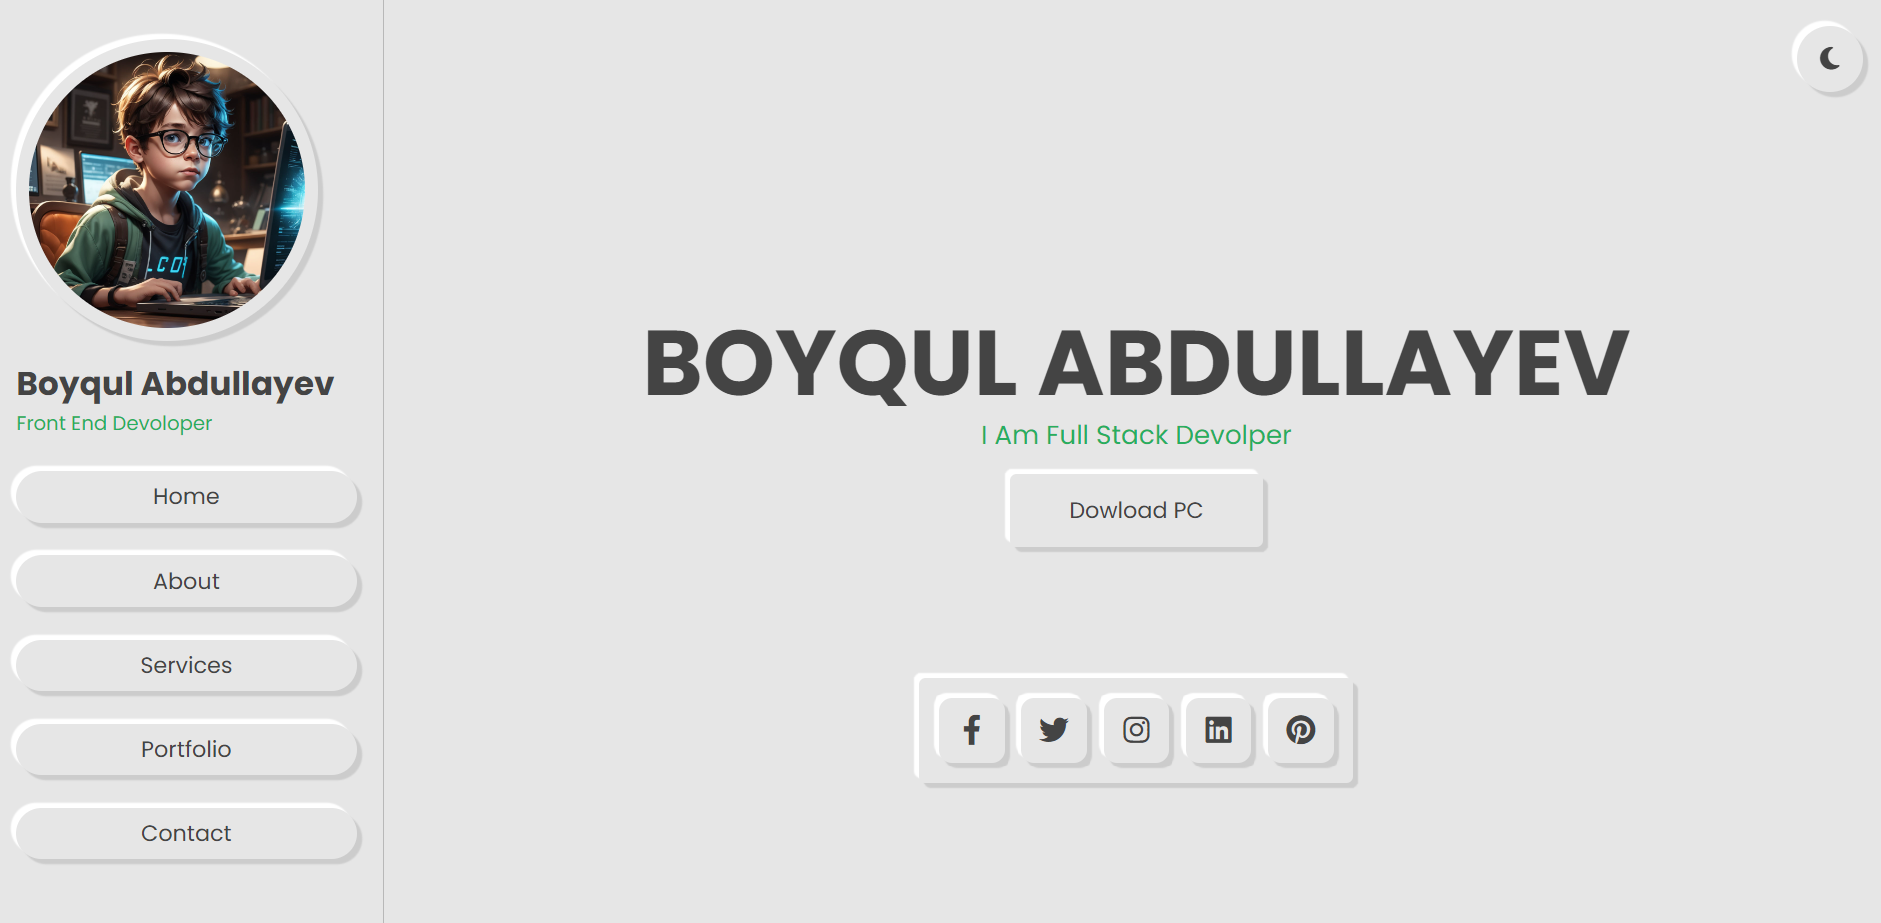 Boyqul Abdullayev
Front End Devoloper
Home
About
Services
Portfolio
Contact
BOYQUL ABDULLAYEV
I Am Full Stack Devolper
Dowload PC